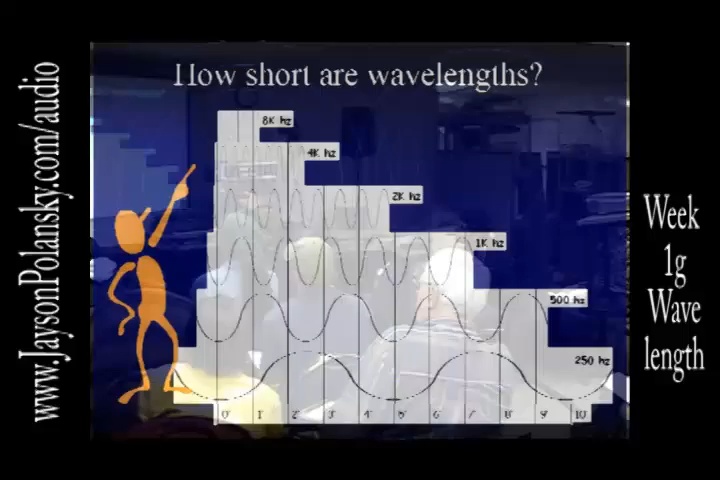 How short are wavelengths?
www.JaysonPolansky.com/audio
8K hz
4K hz
2K hz
1K hz
500 hz
250 hz
0' 1' 2' 3' 4' 5' 6' 7' 8' 9' 10'
Week
1g
Wave
length